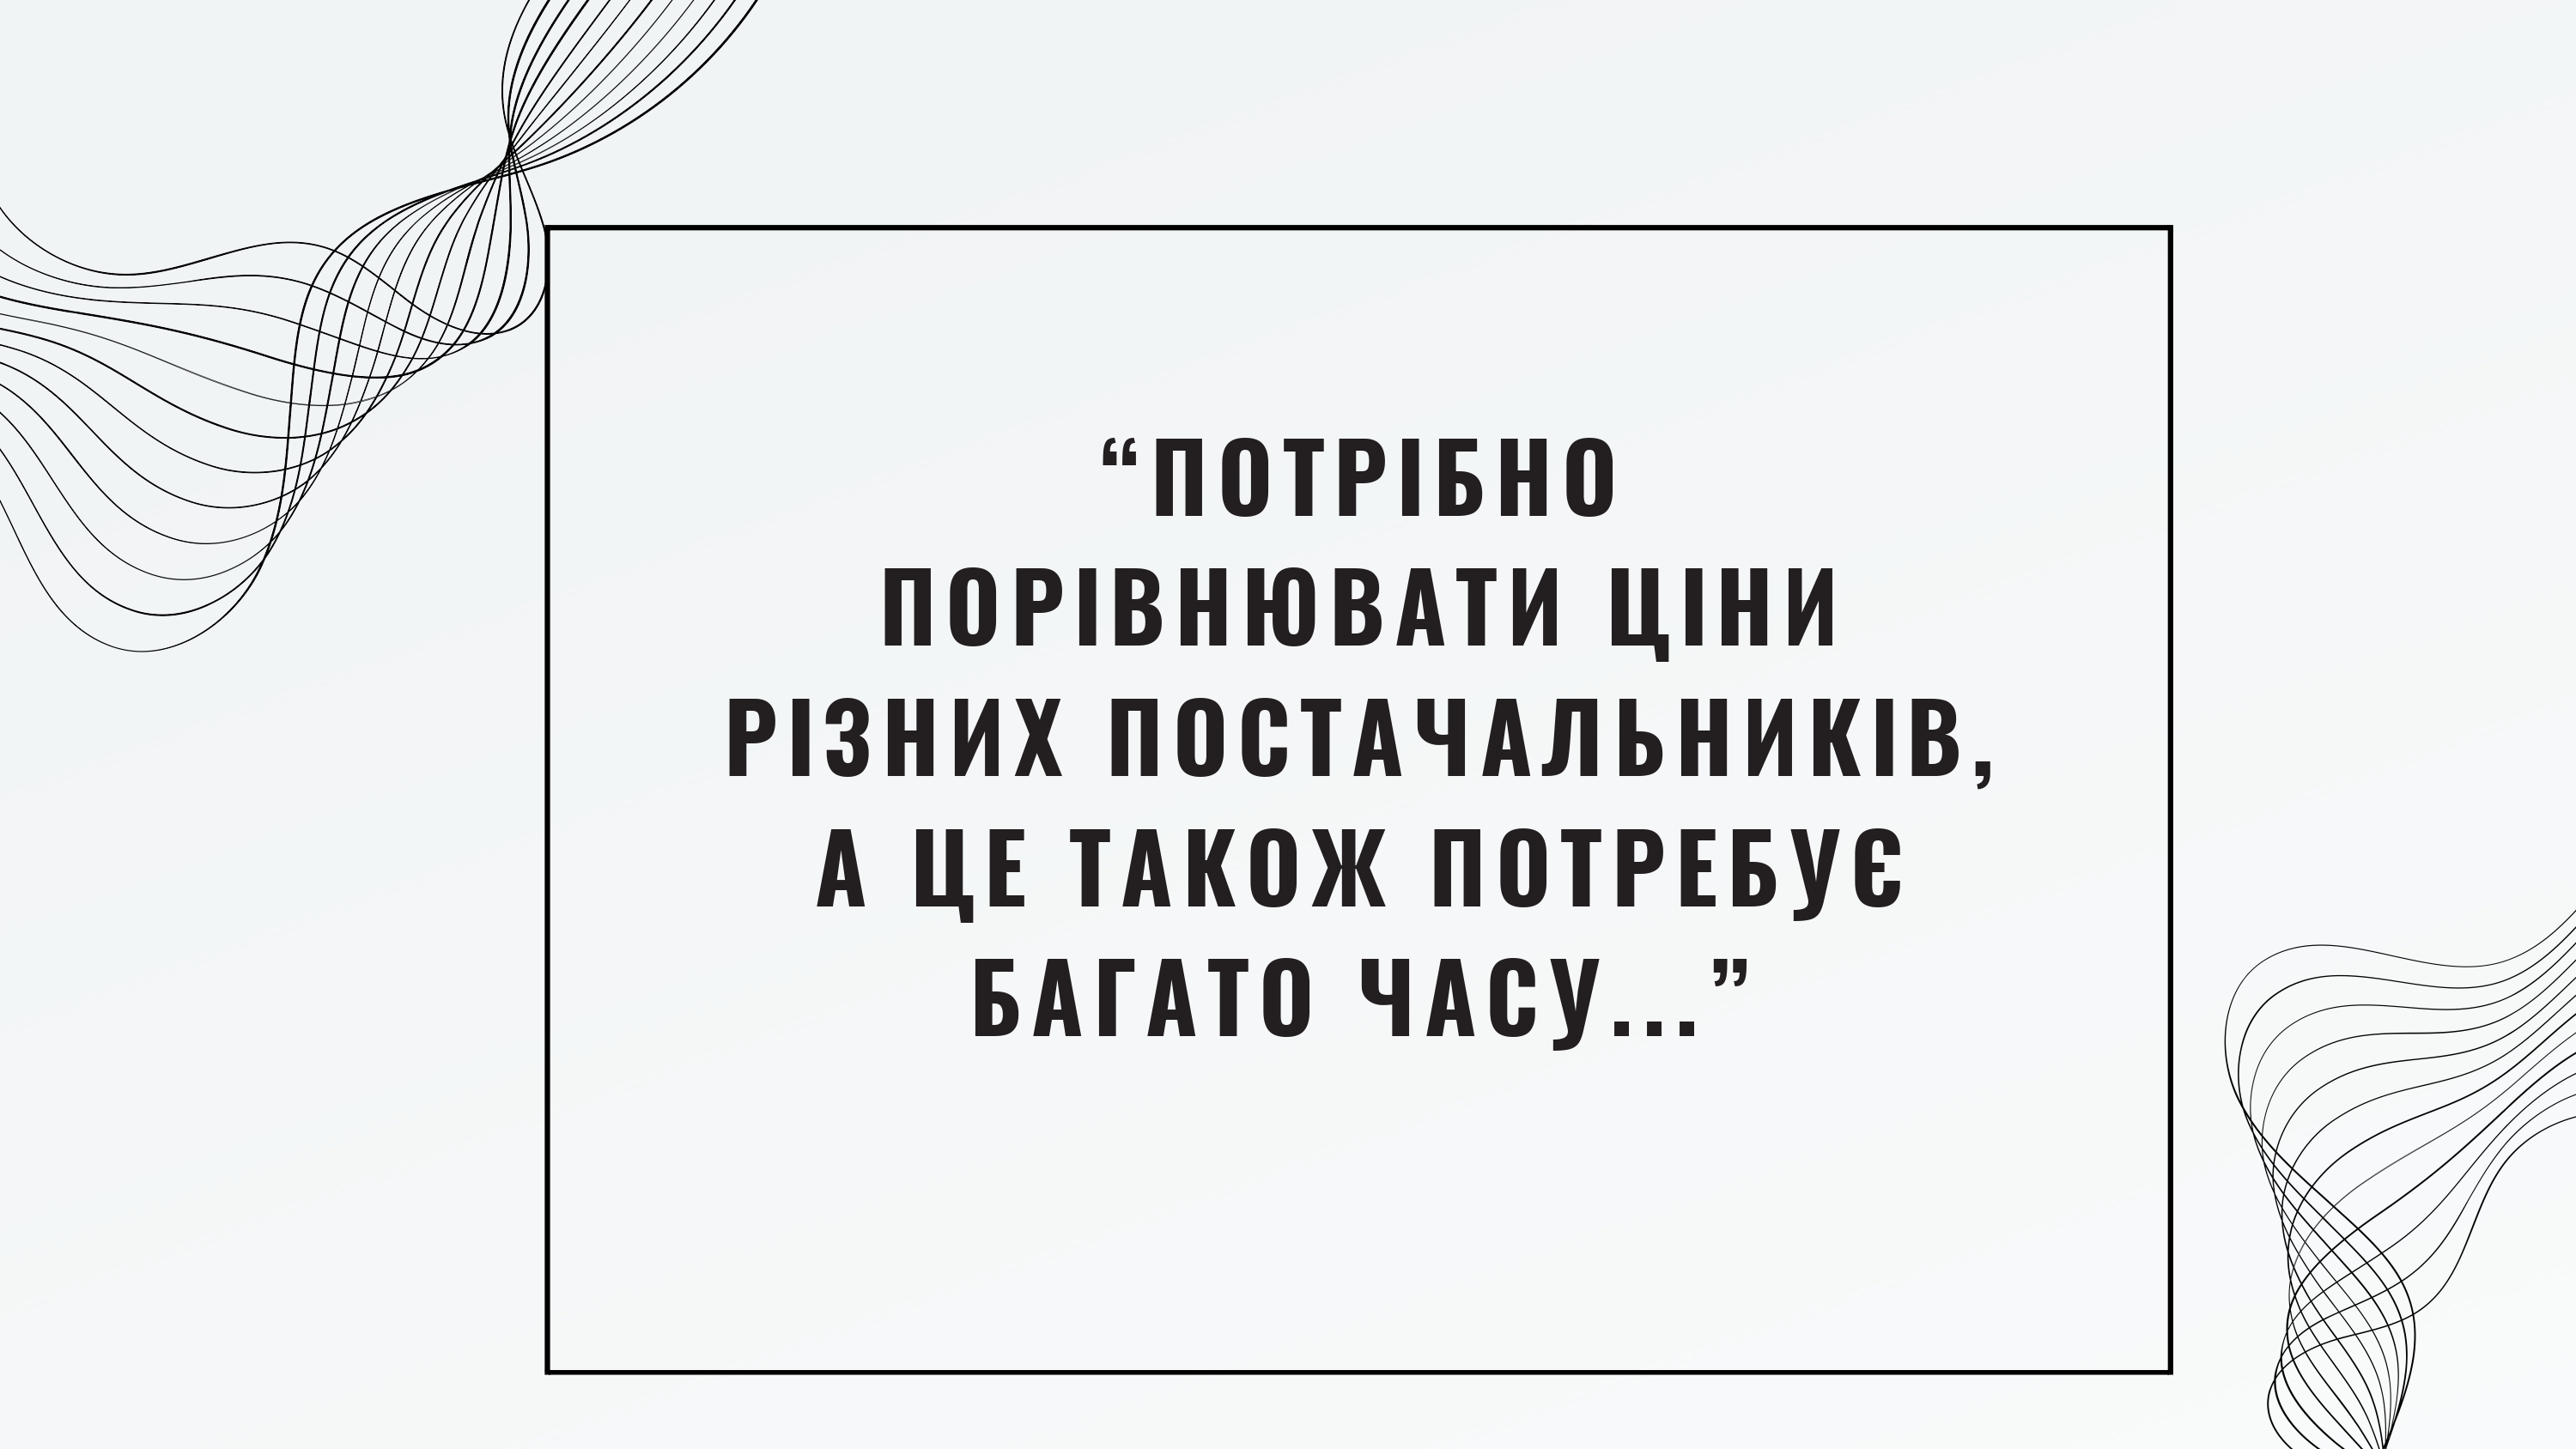 “ПОТРІБНО
ПОРІВНЮВАТИ ЦІНИ
РІЗНИХ ПОСТАЧАЛЬНИКІВ,
А ЦЕ ТАКОЖ ПОТРЕБУЄ
БАГАТО ЧАСУ...”